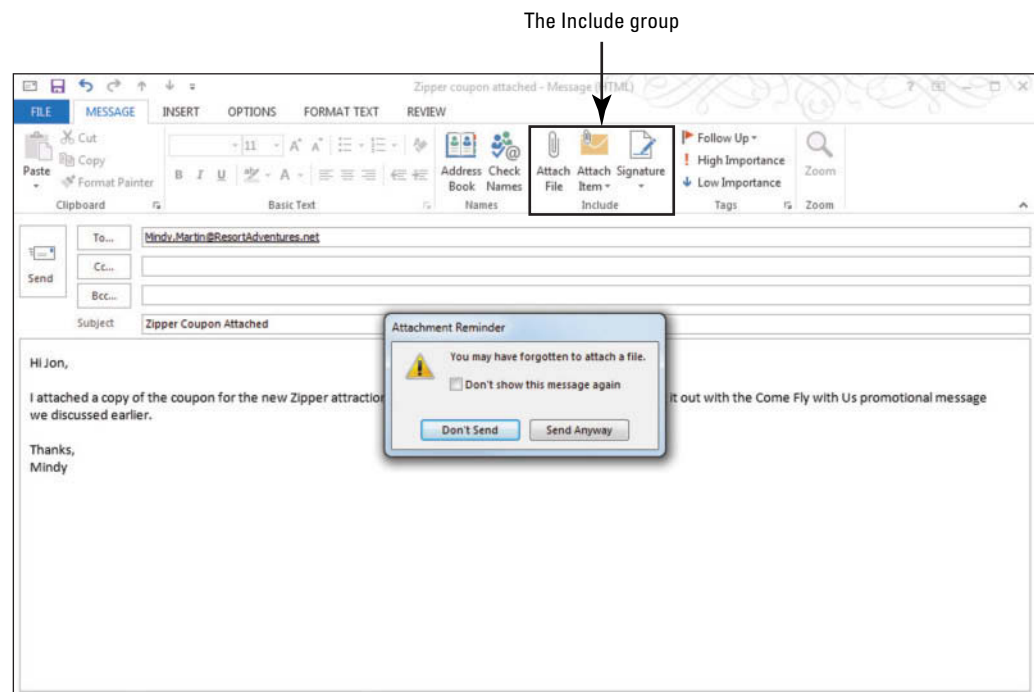 The Include group
Zipper coupon attached - Message (HTML)
FILE MESSAGE INSERT OPTIONS FORMAT TEXT REVIEW
Paste
Cut
Copy
Format Painter
Clipboard
11
B I U
Basic Text
Address Book
Check Names
Names
Attach File
Attach Item
Signature
Include
Follow Up
High Importance
Low Importance
Tags
Zoom
Zoom
Send
To... Mindy.Martin@ResortAdventures.net
Cc...
Bcc...
Subject Zipper Coupon Attached
Attachment Reminder
You may have forgotten to attach a file.
Don't show this message again
Don't Send Send Anyway
Hi Jon,
I attached a copy of the coupon for the new Zipper attraction it out with the Come Fly with Us promotional message
we discussed earlier.
Thanks,
Mindy